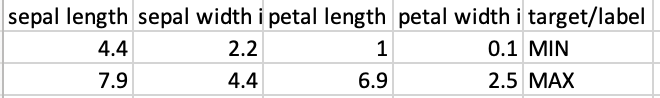 sepal length sepal width i petal length petal width i target/label
4.4 2.2 1 0.1 MIN
7.9 4.4 6.9 2.5 MAX